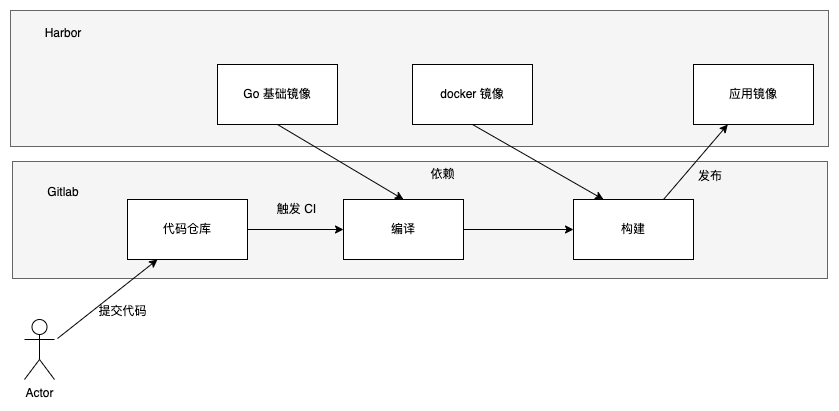 Harbor
Go 基础镜像
docker 镜像
应用镜像
依赖
发布
Gitlab
触发 CI
代码仓库
编译
构建
提交代码
Actor